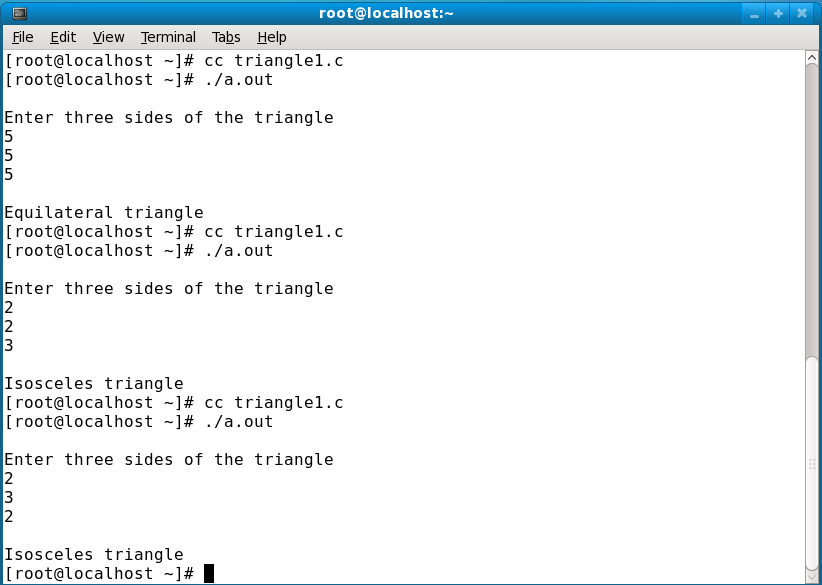 root@localhost:~
File Edit View Terminal Tabs Help
[root@localhost ~]# cc triangle1.c
[root@localhost ~]# ./a.out
Enter three sides of the triangle
5
5
5
Equilateral triangle
[root@localhost ~]# cc triangle1.c
[root@localhost ~]# ./a.out
Enter three sides of the triangle
2
2
3
Isosceles triangle
[root@localhost ~]# cc triangle1.c
[root@localhost ~]# ./a.out
Enter three sides of the triangle
2
3
2
Isosceles triangle
[root@localhost ~]#